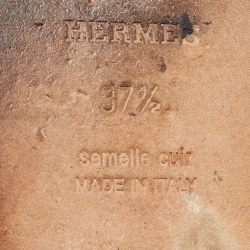 HERMES
37½
semelle cuir
MADE IN ITALY